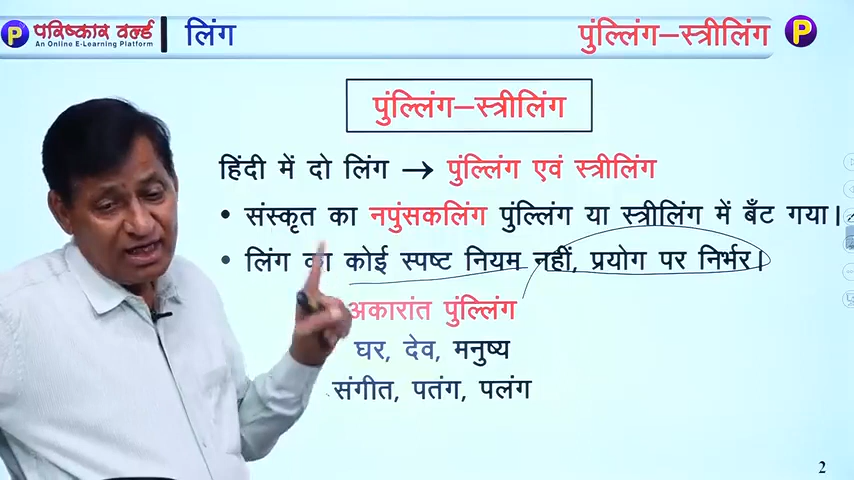 परिष्कार वर्ल्ड
An Online E-Learning Platform
लिंग
पुंल्लिंग–स्त्रीलिंग
पुंल्लिंग–स्त्रीलिंग
हिंदी में दो लिंग → पुंल्लिंग एवं स्त्रीलिंग
• संस्कृत का नपुंसकलिंग पुंल्लिंग या स्त्रीलिंग में बँट गया।
• लिंग का कोई स्पष्ट नियम नहीं, प्रयोग पर निर्भर।
अकारांत पुंल्लिंग
घर, देव, मनुष्य
संगीत, पतंग, पलंग
2